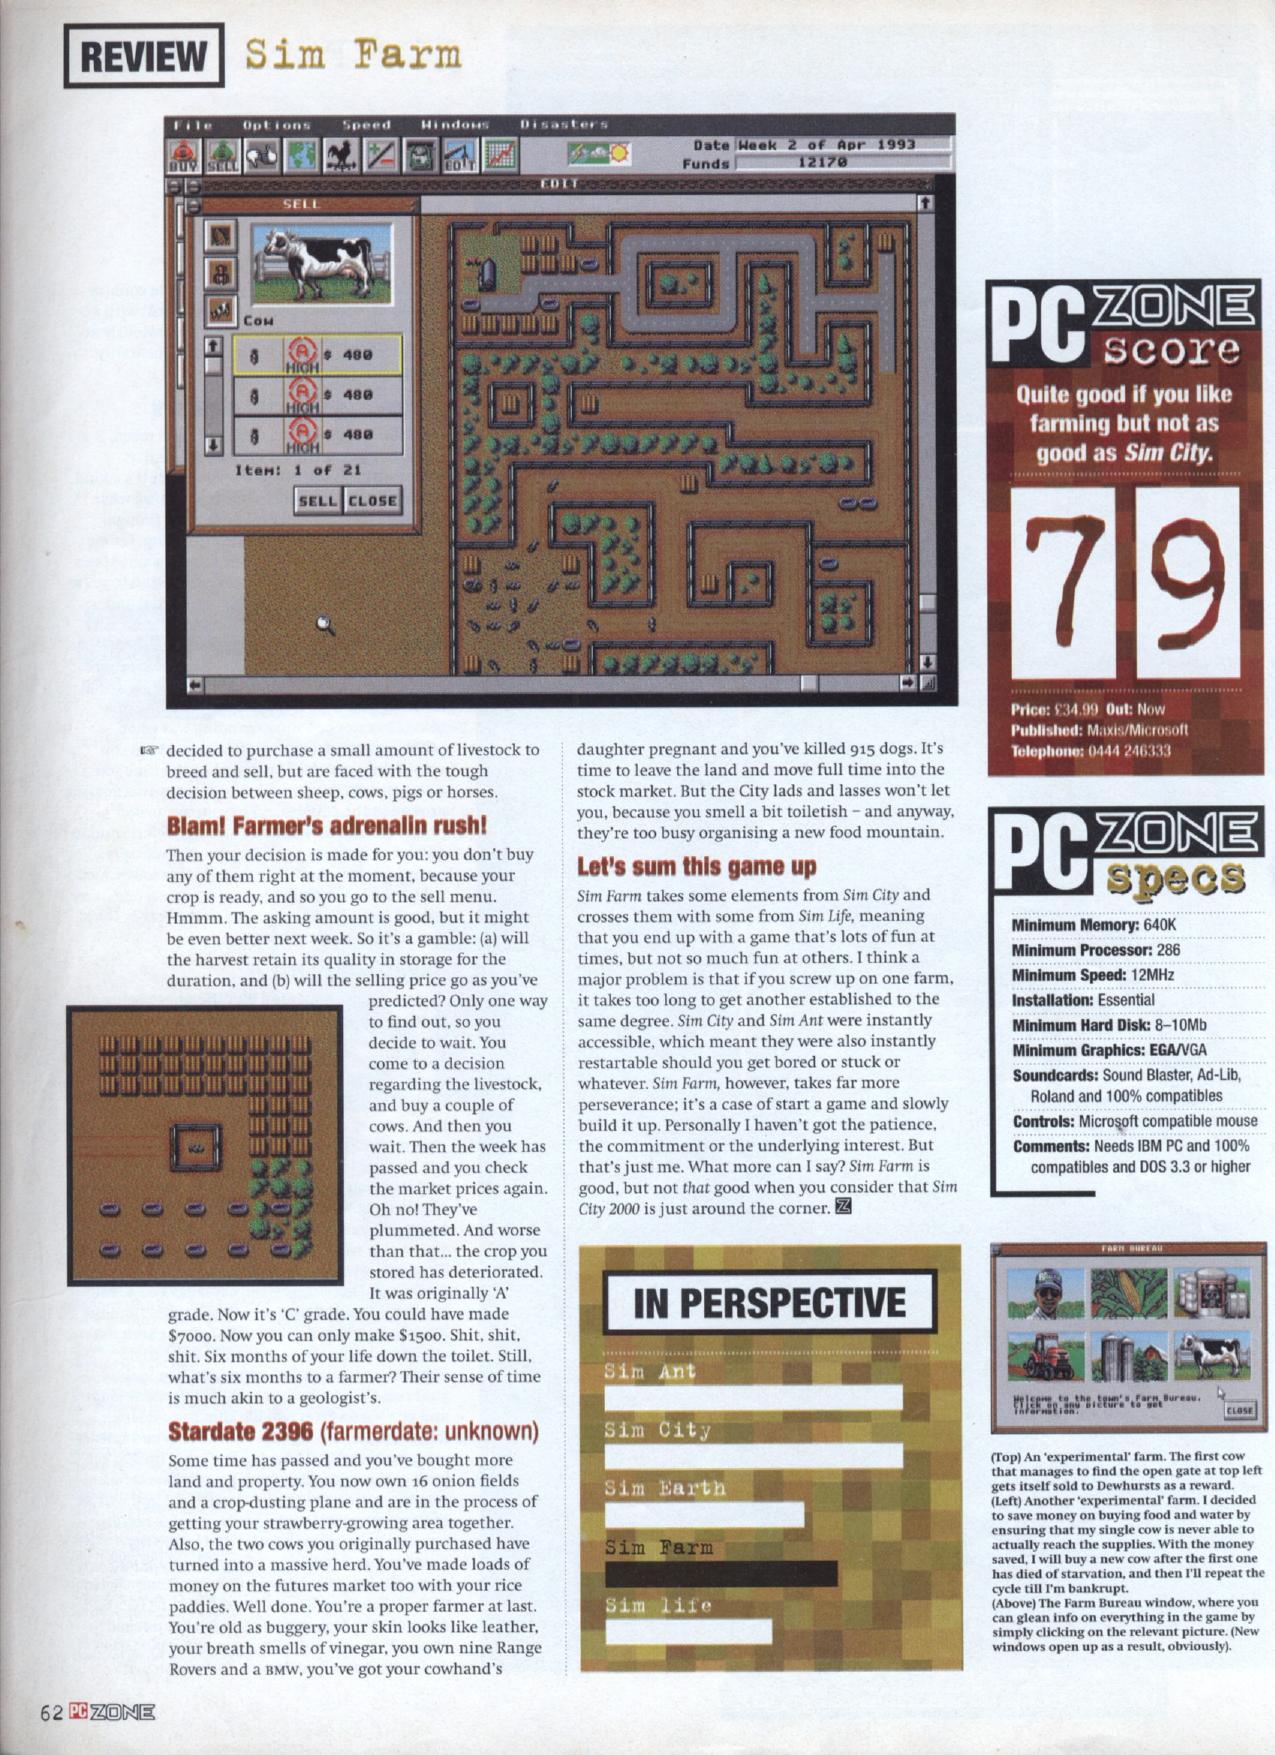 REVIEW Sim Farm
File Options Speed Windows Disasters
BUY SELL EDIT
Date Week 2 of Apr 1993
Funds 12170
EDIT
SELL
Cow
A HIGH $ 480
A HIGH $ 480
A HIGH $ 480
Item: 1 of 21
SELL CLOSE
PC ZONE
score
Quite good if you like
farming but not as
good as Sim City.
79
Price: £34.99 Out: Now
Published: Maxis/Microsoft
Telephone: 0444 246333
decided to purchase a small amount of livestock to
breed and sell, but are faced with the tough
decision between sheep, cows, pigs or horses.
Blam! Farmer's adrenalin rush!
Then your decision is made for you: you don't buy
any of them right at the moment, because your
crop is ready, and so you go to the sell menu.
Hmmm. The asking amount is good, but it might
be even better next week. So it's a gamble: (a) will
the harvest retain its quality in storage for the
duration, and (b) will the selling price go as you've
predicted? Only one way
to find out, so you
decide to wait. You
come to a decision
regarding the livestock,
and buy a couple of
cows. And then you
wait. Then the week has
passed and you check
the market prices again.
Oh no! They've
plummeted. And worse
than that... the crop you
stored has deteriorated.
It was originally 'A'
grade. Now it's 'C' grade. You could have made
$7000. Now you can only make $1500. Shit, shit,
shit. Six months of your life down the toilet. Still,
what's six months to a farmer? Their sense of time
is much akin to a geologist's.
Stardate 2396 (farmerdate: unknown)
Some time has passed and you've bought more
land and property. You now own 16 onion fields
and a crop-dusting plane and are in the process of
getting your strawberry-growing area together.
Also, the two cows you originally purchased have
turned into a massive herd. You've made loads of
money on the futures market too with your rice
paddies. Well done. You're a proper farmer at last.
You're old as buggery, your skin looks like leather,
your breath smells of vinegar, you own nine Range
Rovers and a BMW, you've got your cowhand's
daughter pregnant and you've killed 915 dogs. It's
time to leave the land and move full time into the
stock market. But the City lads and lasses won't let
you, because you smell a bit toiletish – and anyway,
they're too busy organising a new food mountain.
Let's sum this game up
Sim Farm takes some elements from Sim City and
crosses them with some from Sim Life, meaning
that you end up with a game that's lots of fun at
times, but not so much fun at others. I think a
major problem is that if you screw up on one farm,
it takes too long to get another established to the
same degree. Sim City and Sim Ant were instantly
accessible, which meant they were also instantly
restartable should you get bored or stuck or
whatever. Sim Farm, however, takes far more
perseverance; it's a case of start a game and slowly
build it up. Personally I haven't got the patience,
the commitment or the underlying interest. But
that's just me. What more can I say? Sim Farm is
good, but not that good when you consider that Sim
City 2000 is just around the corner. Z
IN PERSPECTIVE
Sim Ant
Sim City
Sim Earth
Sim Farm
Sim life
PC ZONE
specs
Minimum Memory: 640K
Minimum Processor: 286
Minimum Speed: 12MHz
Installation: Essential
Minimum Hard Disk: 8–10Mb
Minimum Graphics: EGA/VGA
Soundcards: Sound Blaster, Ad-Lib,
Roland and 100% compatibles
Controls: Microsoft compatible mouse
Comments: Needs IBM PC and 100%
compatibles and DOS 3.3 or higher
FARM BUREAU
Welcome to the town's Farm Bureau.
Click on any picture to get
information.
CLOSE
(Top) An 'experimental' farm. The first cow
that manages to find the open gate at top left
gets itself sold to Dewhursts as a reward.
(Left) Another 'experimental' farm. I decided
to save money on buying food and water by
ensuring that my single cow is never able to
actually reach the supplies. With the money
saved, I will buy a new cow after the first one
has died of starvation, and then I'll repeat the
cycle till I'm bankrupt.
(Above) The Farm Bureau window, where you
can glean info on everything in the game by
simply clicking on the relevant picture. (New
windows open up as a result, obviously).
62 PC ZONE